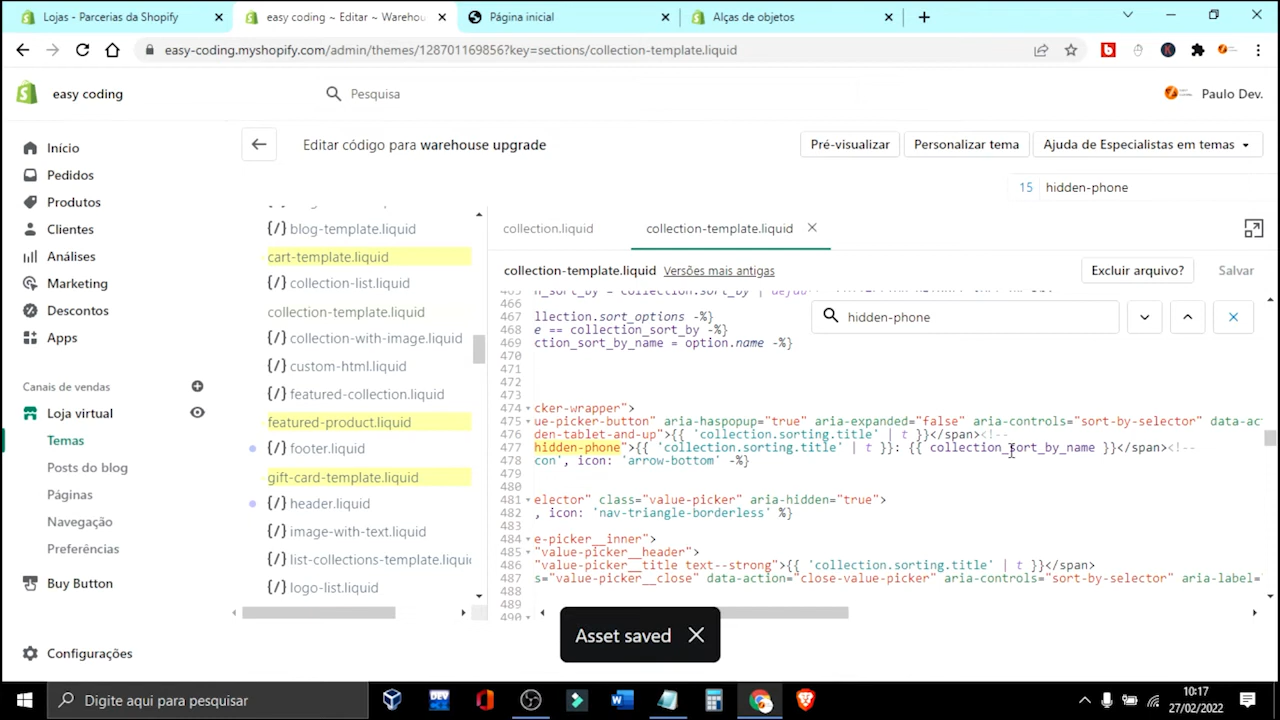 Lojas - Parcerias da Shopify
easy coding ~ Editar ~ Warehou
Página inicial
Alças de objetos
easy-coding.myshopify.com/admin/themes/128701169856?key=sections/collection-template.liquid
easy coding
Pesquisa
Paulo Dev.
Início
Pedidos
Produtos
Clientes
Análises
Marketing
Descontos
Apps
Canais de vendas
Loja virtual
Temas
Posts do blog
Páginas
Navegação
Preferências
Buy Button
Configurações
Editar código para warehouse upgrade
Pré-visualizar
Personalizar tema
Ajuda de Especialistas em temas
15 hidden-phone
{/} blog-template.liquid
cart-template.liquid
{/} collection-list.liquid
collection-template.liquid
{/} collection-with-image.liquid
{/} custom-html.liquid
{/} featured-collection.liquid
featured-product.liquid
{/} footer.liquid
gift-card-template.liquid
{/} header.liquid
{/} image-with-text.liquid
{/} list-collections-template.liquid
{/} logo-list.liquid
collection.liquid
collection-template.liquid
collection-template.liquid Versões mais antigas
Excluir arquivo?
Salvar
hidden-phone
466
467 llection.sort_options -%}
468 e == collection_sort_by -%}
469 ction_sort_by_name = option.name -%}
470
471
472
473
474 cker-wrapper">
475 ue-picker-button" aria-haspopup="true" aria-expanded="false" aria-controls="sort-by-selector" data-ac
476 den-tablet-and-up">{{ 'collection.sorting.title' | t }}</span><!--
477 hidden-phone">{{ 'collection.sorting.title' | t }}: {{ collection_sort_by_name }}</span><!--
478 con', icon: 'arrow-bottom' -%}
479
480
481 elector" class="value-picker" aria-hidden="true">
482 , icon: 'nav-triangle-borderless' %}
483
484 e-picker__inner">
485 "value-picker__header">
486 "value-picker__title text--strong">{{ 'collection.sorting.title' | t }}</span>
487 s="value-picker__close" data-action="close-value-picker" aria-controls="sort-by-selector" aria-label=
488
489
490
Asset saved
Digite aqui para pesquisar
10:17
27/02/2022